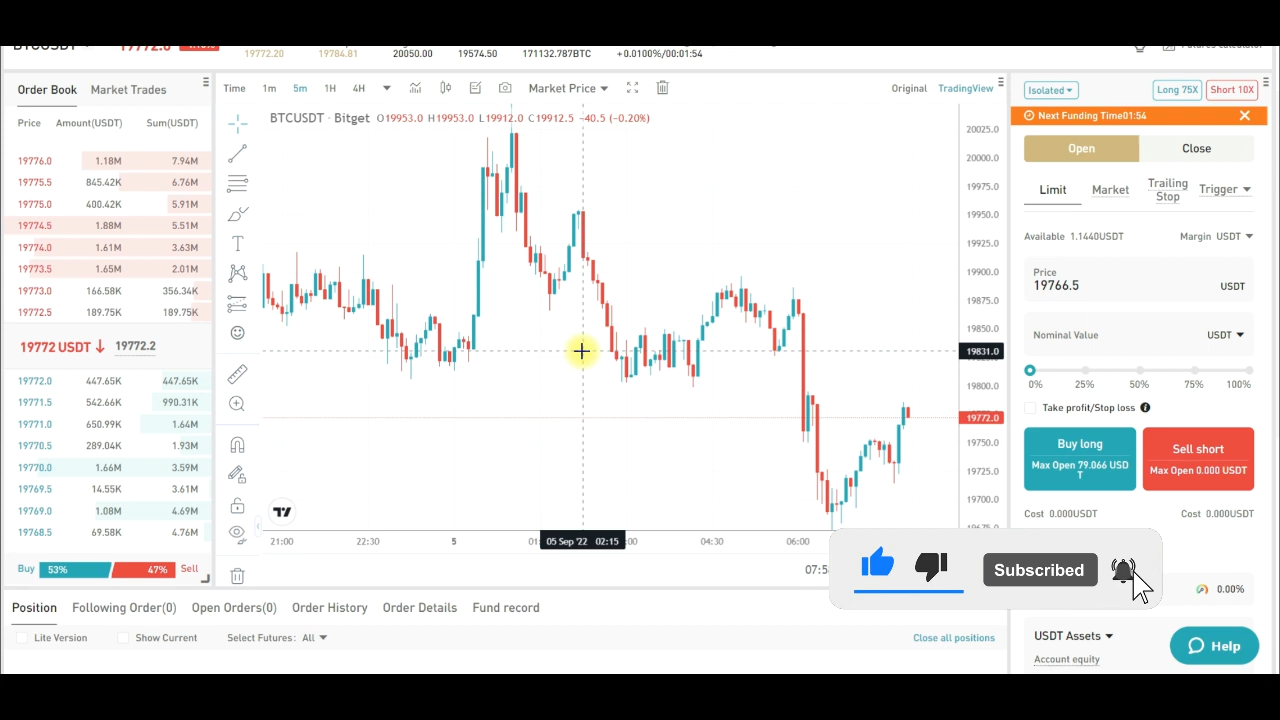 BTCUSDT 19772.0
19772.20 19784.81 20050.00 19574.50 171132.787BTC +0.0100%/00:01:54
Order Book Market Trades
Price Amount(USDT) Sum(USDT)
19776.0 1.18M 7.94M
19775.5 845.42K 6.76M
19775.0 400.42K 5.91M
19774.5 1.88M 5.51M
19774.0 1.61M 3.63M
19773.5 1.65M 2.01M
19773.0 166.58K 356.34K
19772.5 189.75K 189.75K
19772 USDT↓ 19772.2
19772.0 447.65K 447.65K
19771.5 542.66K 990.31K
19771.0 650.99K 1.64M
19770.5 289.04K 1.93M
19770.0 1.66M 3.59M
19769.5 14.55K 3.61M
19769.0 1.08M 4.69M
19768.5 69.58K 4.76M
Buy 53% 47% Sell
Time 1m 5m 1H 4H Market Price Original TradingView
BTCUSDT · Bitget O19953.0 H19953.0 L19912.0 C19912.5 −40.5 (−0.20%)
20025.0
20000.0
19975.0
19950.0
19925.0
19900.0
19875.0
19850.0
19831.0
19800.0
19772.0
19750.0
19725.0
19700.0
21:00 22:30 5 05 Sep '22 02:15 04:30 06:00
Isolated Long 75X Short 10X
Next Funding Time01:54
Open Close
Limit Market Trailing Stop Trigger
Available 1.1440USDT Margin USDT
Price
19766.5 USDT
Nominal Value USDT
0% 25% 50% 75% 100%
Take profit/Stop loss
Buy long
Max Open 79.066 USD
T
Sell short
Max Open 0.000 USDT
Cost 0.000USDT Cost 0.000USDT
Subscribed
0.00%
Position Following Order(0) Open Orders(0) Order History Order Details Fund record
Lite Version Show Current Select Futures: All Close all positions
USDT Assets
Account equity
Help